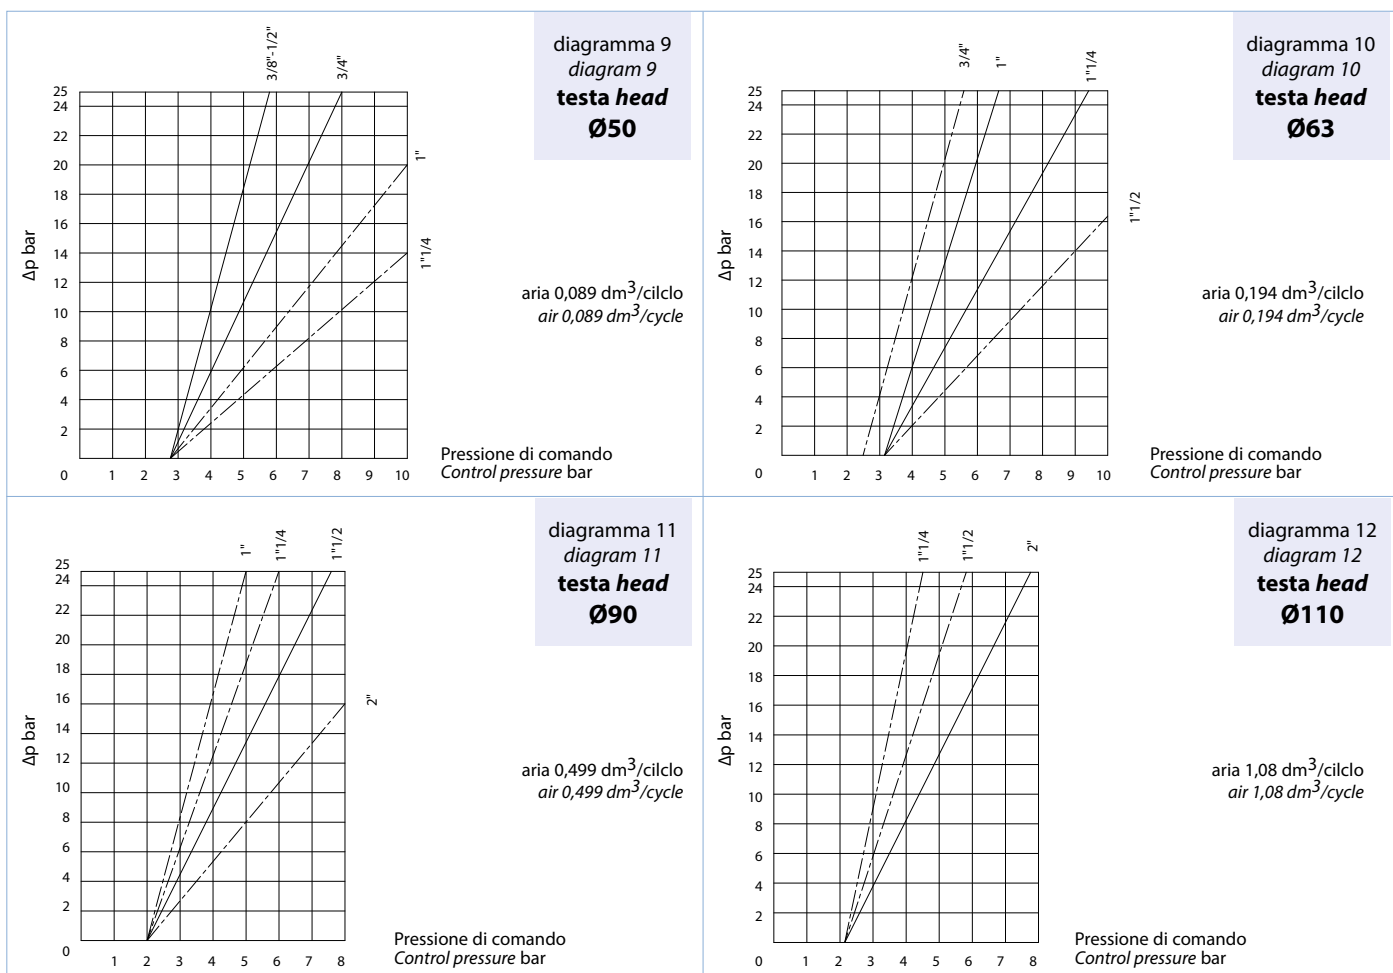 3/8"-1/2"
3/4"
1"
1"1/4
25
24
22
20
18
16
14
12
10
8
6
4
2
0
1 2 3 4 5 6 7 8 9 10
Δp bar
Pressione di comando
Control pressure bar
diagramma 9
diagram 9
testa head
Ø50
aria 0,089 dm³/cilclo
air 0,089 dm³/cycle
3/4"
1"
1"1/4
1"1/2
25
24
22
20
18
16
14
12
10
8
6
4
2
0
1 2 3 4 5 6 7 8 9 10
Δp bar
Pressione di comando
Control pressure bar
diagramma 10
diagram 10
testa head
Ø63
aria 0,194 dm³/cilclo
air 0,194 dm³/cycle
1"
1"1/4
1"1/2
2"
25
24
22
20
18
16
14
12
10
8
6
4
2
0
1 2 3 4 5 6 7 8
Δp bar
Pressione di comando
Control pressure bar
diagramma 11
diagram 11
testa head
Ø90
aria 0,499 dm³/cilclo
air 0,499 dm³/cycle
1"1/4
1"1/2
2"
25
24
22
20
18
16
14
12
10
8
6
4
2
0
1 2 3 4 5 6 7 8
Δp bar
Pressione di comando
Control pressure bar
diagramma 12
diagram 12
testa head
Ø110
aria 1,08 dm³/cilclo
air 1,08 dm³/cycle